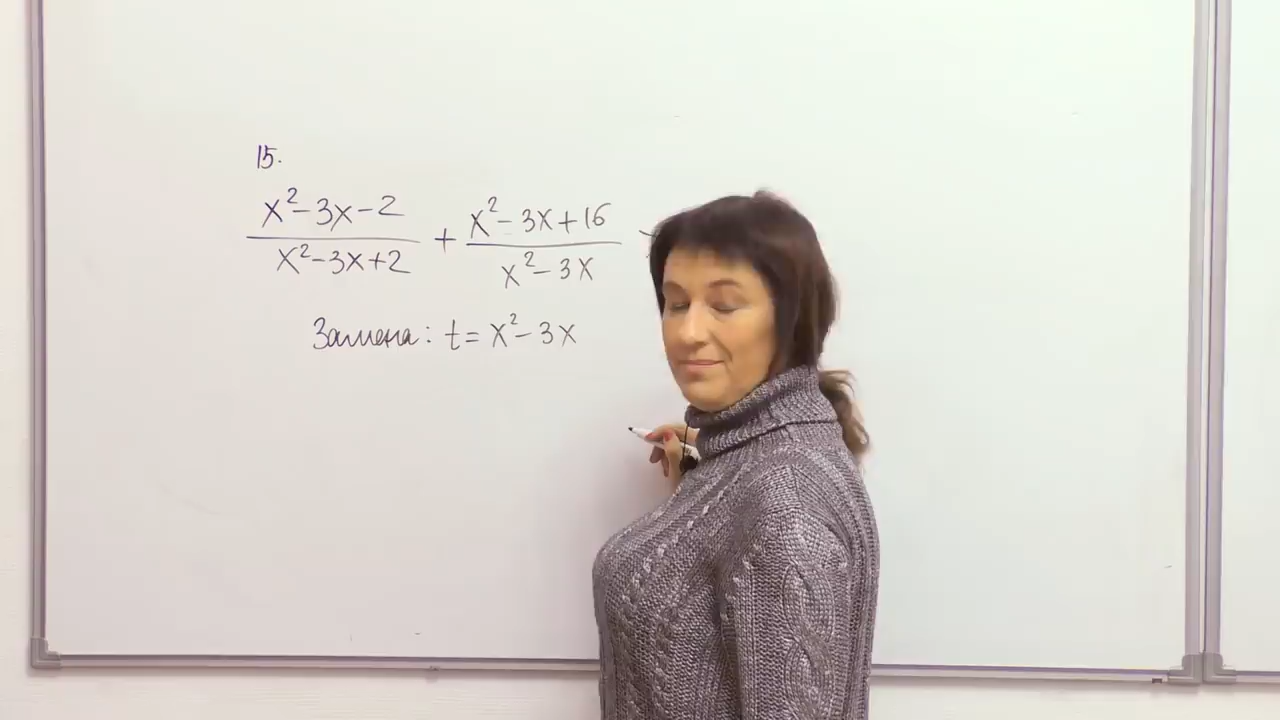 15.
x²-3x-2 / x²-3x+2 + x²-3x+16 / x²-3x
Замена: t = x²-3x